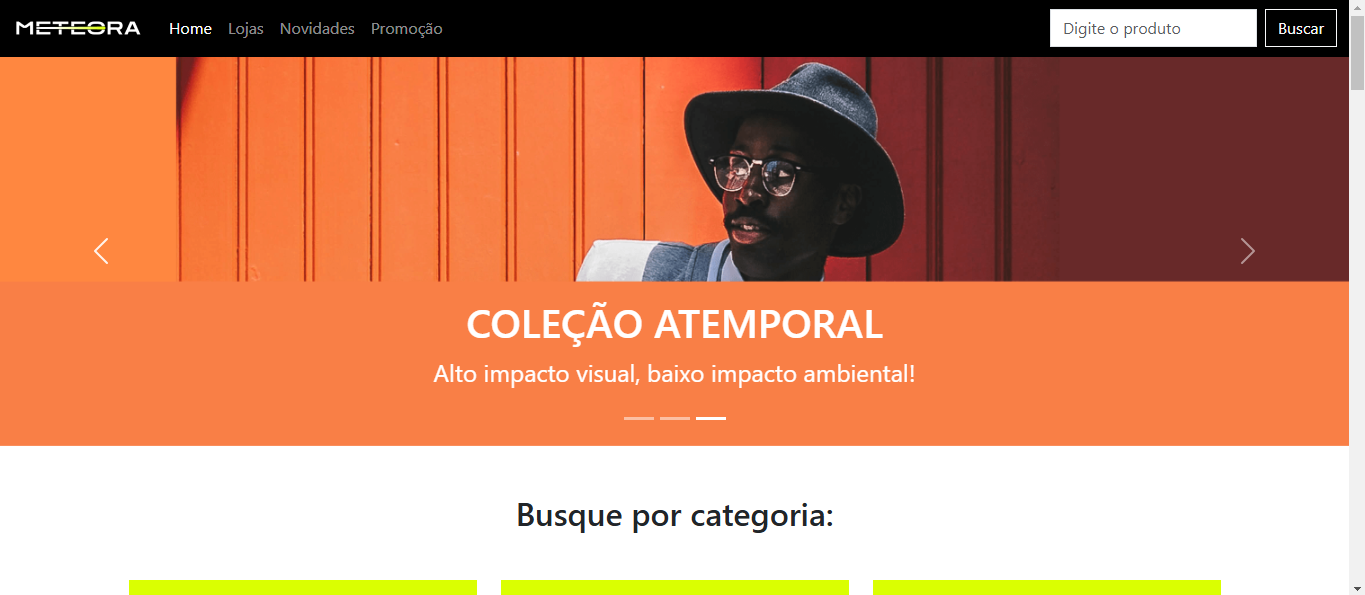 METEORA Home Lojas Novidades Promoção Digite o produto Buscar
COLEÇÃO ATEMPORAL
Alto impacto visual, baixo impacto ambiental!
Busque por categoria: